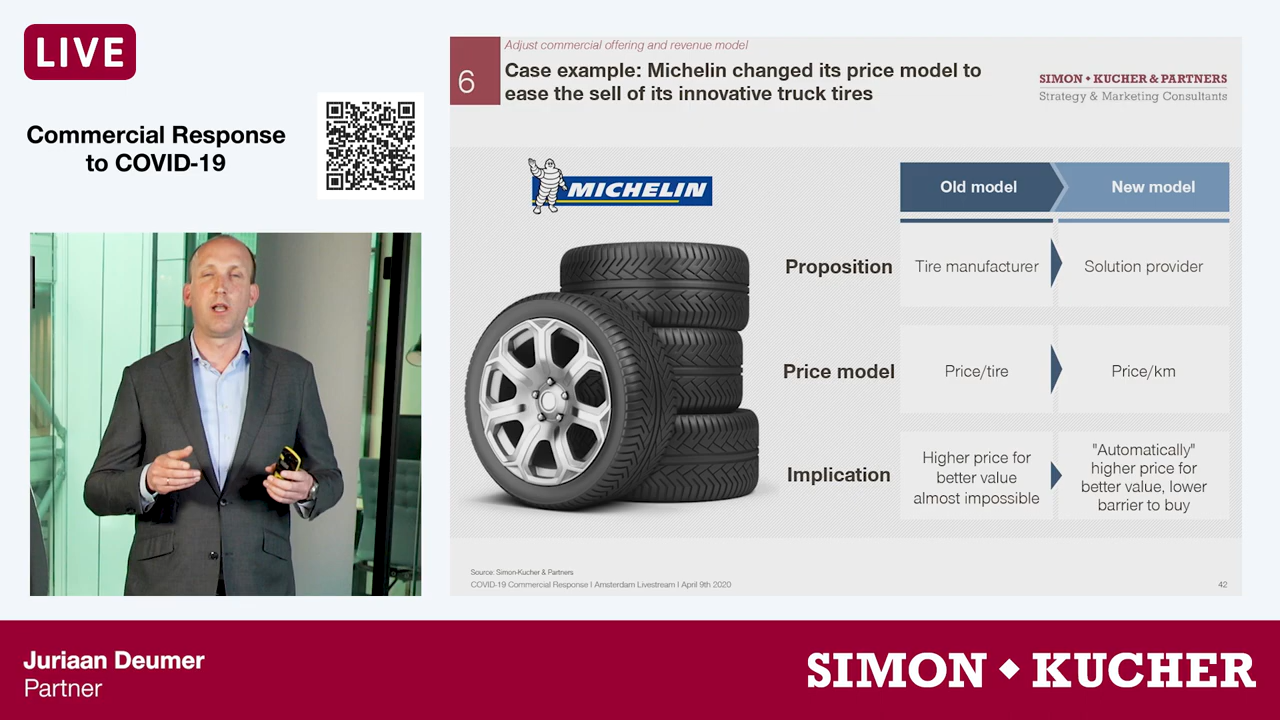 LIVE
Commercial Response
to COVID-19
6
Adjust commercial offering and revenue model
Case example: Michelin changed its price model to
ease the sell of its innovative truck tires
SIMON • KUCHER & PARTNERS
Strategy & Marketing Consultants
MICHELIN
Old model
New model
Proposition
Tire manufacturer
Solution provider
Price model
Price/tire
Price/km
Implication
Higher price for
better value
almost impossible
"Automatically"
higher price for
better value, lower
barrier to buy
Source: Simon-Kucher & Partners
COVID-19 Commercial Response I Amsterdam Livestream I April 9th 2020
42
Juriaan Deumer
Partner
SIMON ◆ KUCHER